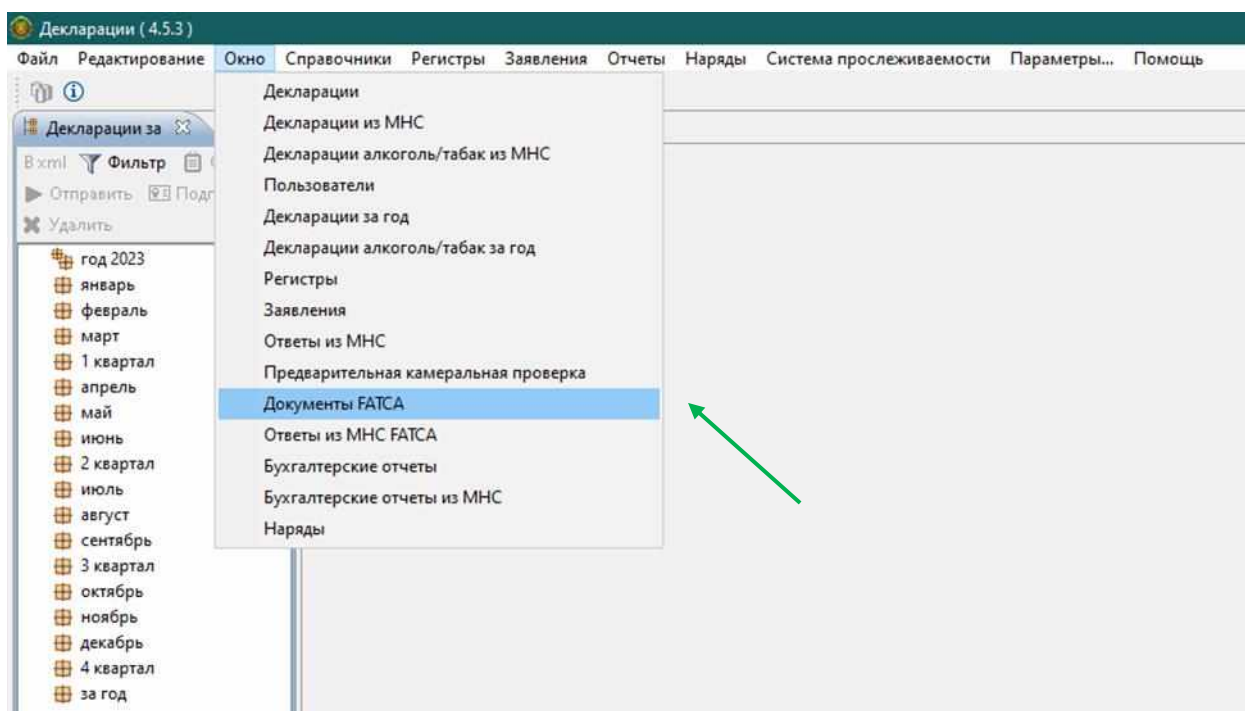 Декларации ( 4.5.3 )
Файл Редактирование Окно Справочники Регистры Заявления Отчеты Наряды Система прослеживаемости Параметры... Помощь
Декларации за
В xml Фильтр
Отправить
Удалить
год 2023
январь
февраль
март
1 квартал
апрель
май
июнь
2 квартал
июль
август
сентябрь
3 квартал
октябрь
ноябрь
декабрь
4 квартал
за год
Декларации
Декларации из МНС
Декларации алкоголь/табак из МНС
Пользователи
Декларации за год
Декларации алкоголь/табак за год
Регистры
Заявления
Ответы из МНС
Предварительная камеральная проверка
Документы FATCA
Ответы из МНС FATCA
Бухгалтерские отчеты
Бухгалтерские отчеты из МНС
Наряды